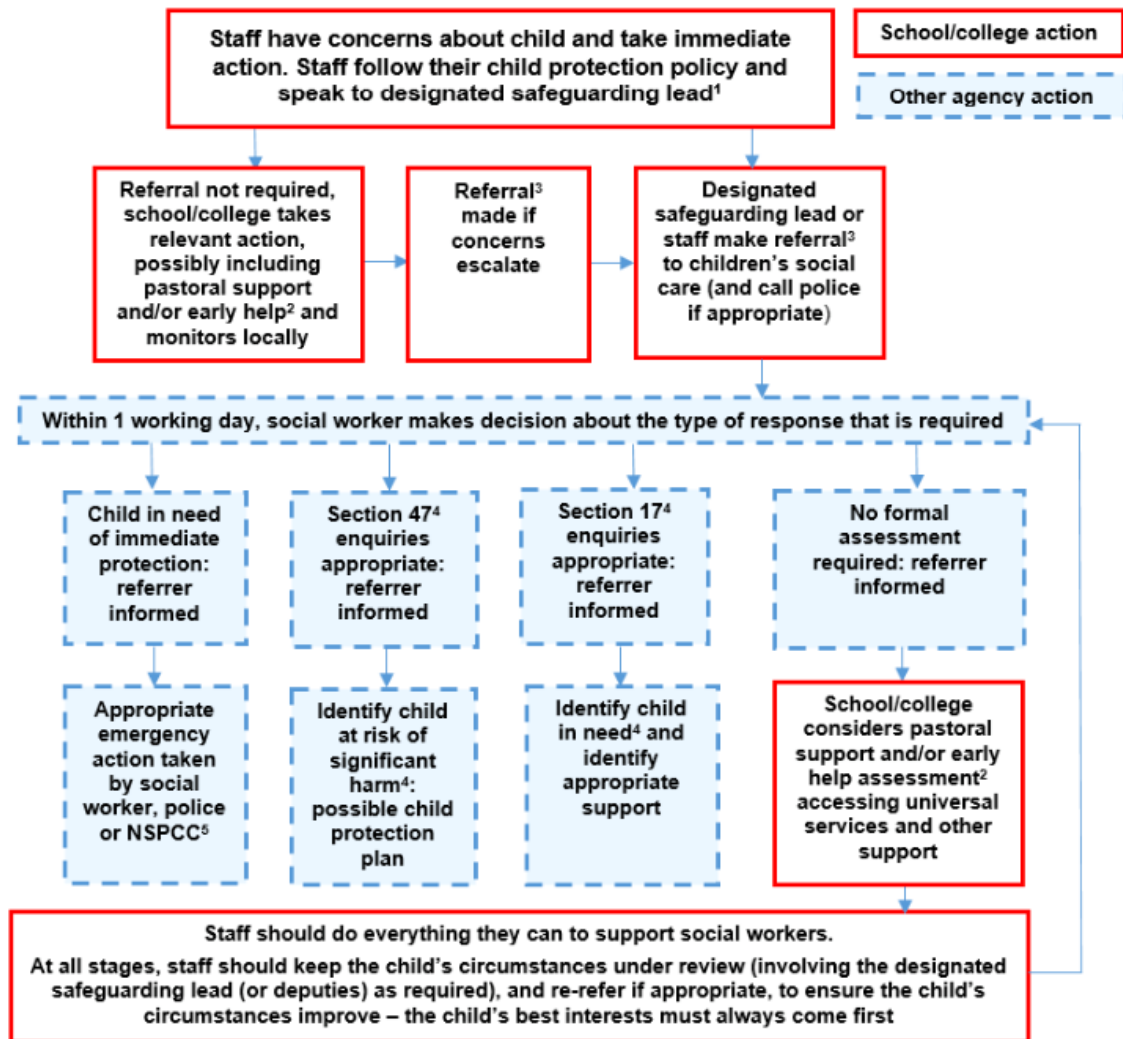 Staff have concerns about child and take immediate
action. Staff follow their child protection policy and
speak to designated safeguarding lead¹
School/college action
Other agency action
Referral not required,
school/college takes
relevant action,
possibly including
pastoral support
and/or early help² and
monitors locally
Referral³
made if
concerns
escalate
Designated
safeguarding lead or
staff make referral³
to children’s social
care (and call police
if appropriate)
Within 1 working day, social worker makes decision about the type of response that is required
Child in need
of immediate
protection:
referrer
informed
Section 47⁴
enquiries
appropriate:
referrer
informed
Section 17⁴
enquiries
appropriate:
referrer
informed
No formal
assessment
required: referrer
informed
Appropriate
emergency
action taken
by social
worker, police
or NSPCC⁵
Identify child
at risk of
significant
harm⁴:
possible child
protection
plan
Identify child
in need⁴ and
identify
appropriate
support
School/college
considers pastoral
support and/or early
help assessment²
accessing universal
services and other
support
Staff should do everything they can to support social workers.
At all stages, staff should keep the child’s circumstances under review (involving the designated
safeguarding lead (or deputies) as required), and re-refer if appropriate, to ensure the child’s
circumstances improve – the child’s best interests must always come first